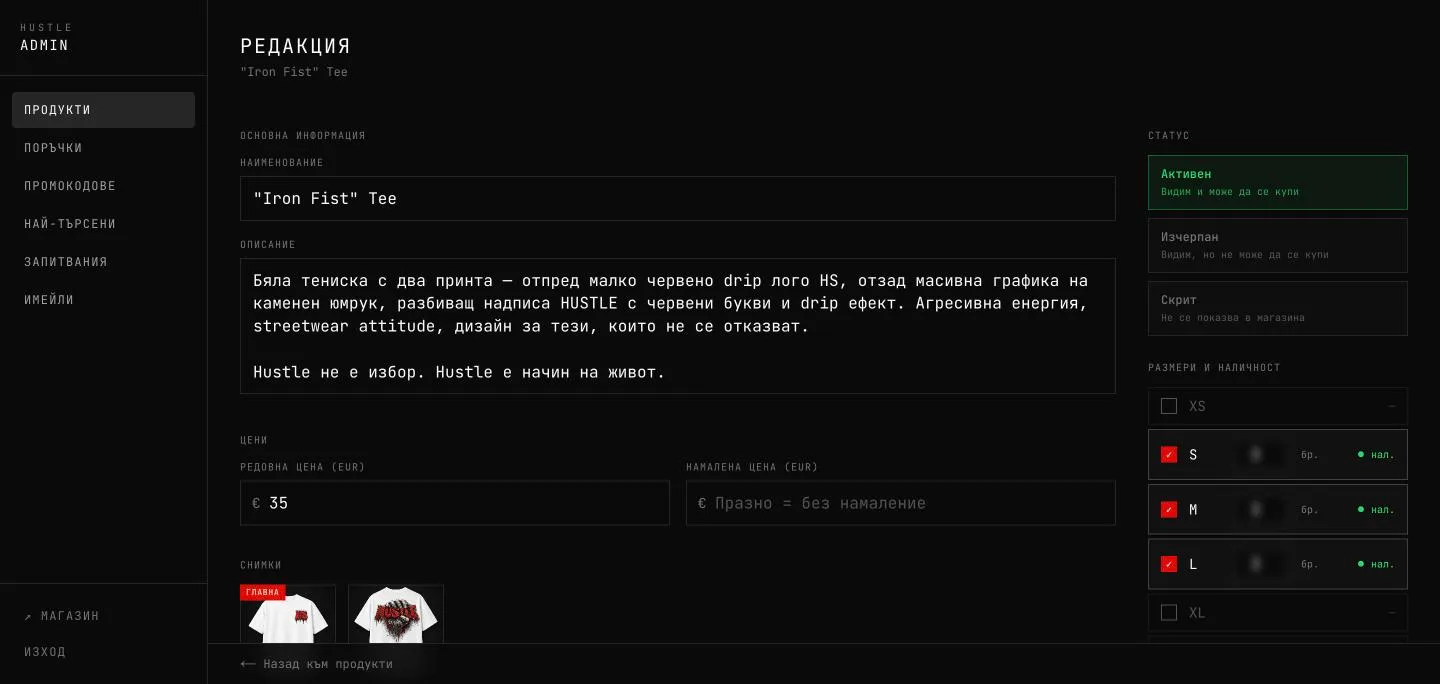 HUSTLE
ADMIN
ПРОДУКТИ
ПОРЪЧКИ
ПРОМОКОДОВЕ
НАЙ-ТЪРСЕНИ
ЗАПИТВАНИЯ
ИМЕЙЛИ
↗ МАГАЗИН
ИЗХОД
РЕДАКЦИЯ
"Iron Fist" Tee
ОСНОВНА ИНФОРМАЦИЯ
НАИМЕНОВАНИЕ
"Iron Fist" Tee
ОПИСАНИЕ
Бяла тениска с два принта — отпред малко червено drip лого HS, отзад масивна графика на
каменен юмрук, разбиващ надписа HUSTLE с червени букви и drip ефект. Агресивна енергия,
streetwear attitude, дизайн за тези, които не се отказват.
Hustle не е избор. Hustle е начин на живот.
ЦЕНИ
РЕДОВНА ЦЕНА (EUR)
€ 35
НАМАЛЕНА ЦЕНА (EUR)
€ Празно = без намаление
СНИМКИ
ГЛАВНА
HUSTLE
← Назад към продукти
СТАТУС
Активен
Видим и може да се купи
Изчерпан
Видим, но не може да се купи
Скрит
Не се показва в магазина
РАЗМЕРИ И НАЛИЧНОСТ
XS —
S бр. нал.
M бр. нал.
L бр. нал.
XL —